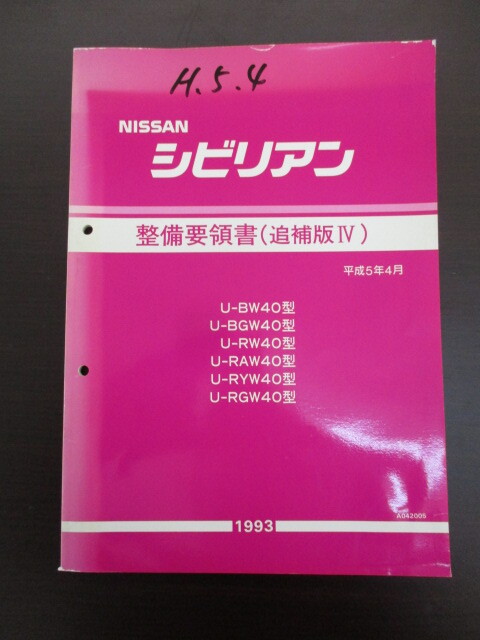 H.5.4
NISSAN
シビリアン
整備要領書(追補版Ⅳ)
平成5年4月
U-BW40型
U-BGW40型
U-RW40型
U-RAW40型
U-RYW40型
U-RGW40型
A042005
1993